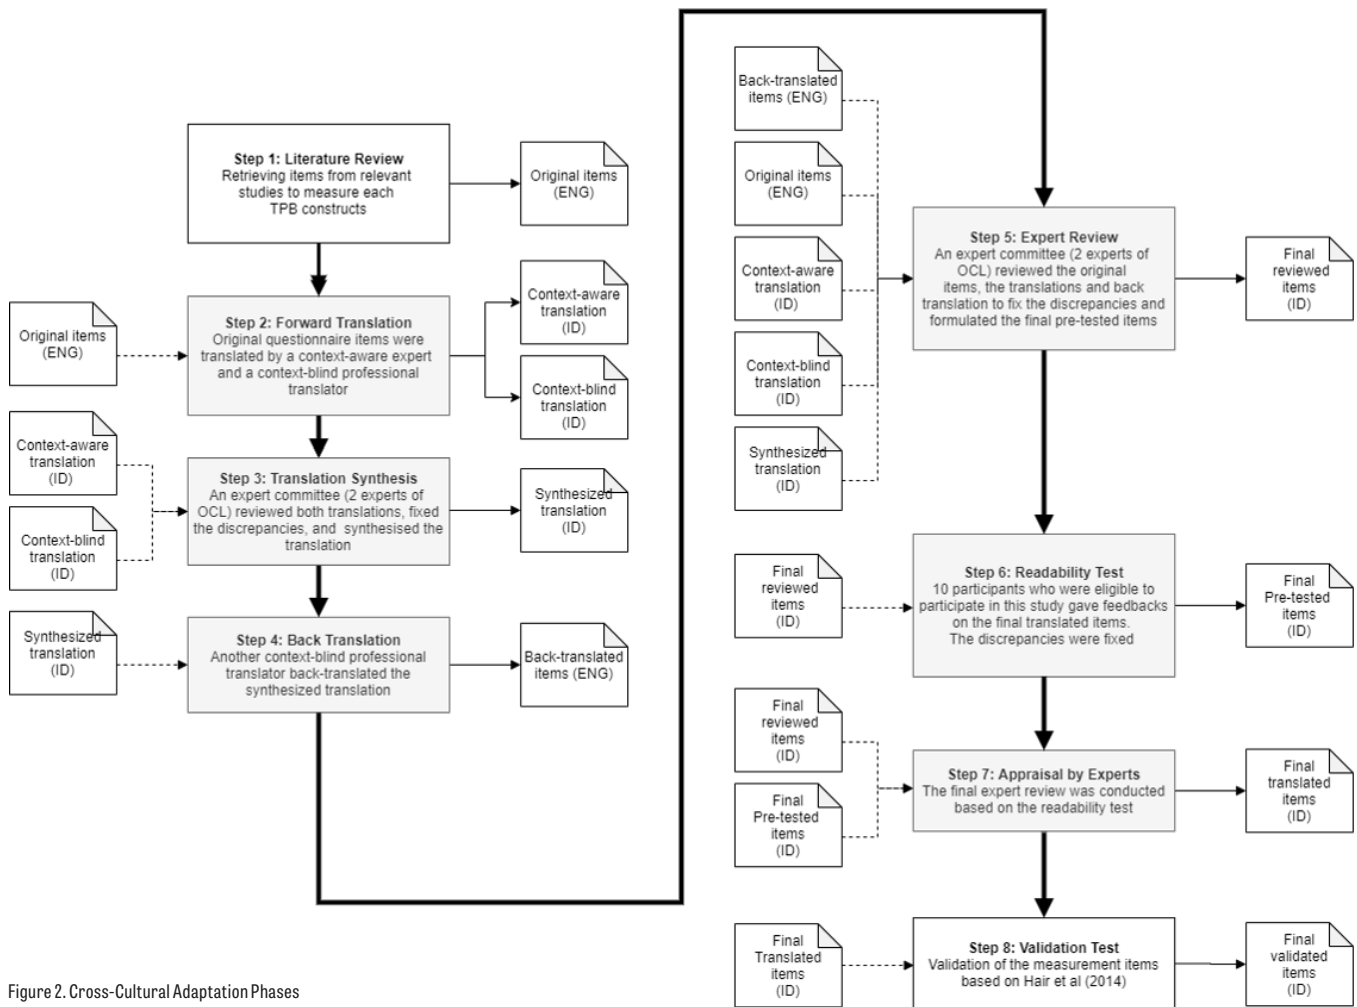 Step 1: Literature Review
Retrieving items from relevant
studies to measure each
TPB constructs
Original items
(ENG)
Original items
(ENG)
Step 2: Forward Translation
Original questionnaire items were
translated by a context-aware expert
and a context-blind professional
translator
Context-aware
translation
(ID)
Context-blind
translation
(ID)
Context-aware
translation
(ID)
Context-blind
translation
(ID)
Step 3: Translation Synthesis
An expert committee (2 experts of
OCL) reviewed both translations, fixed
the discrepancies, and synthesised the
translation
Synthesized
translation
(ID)
Synthesized
translation
(ID)
Step 4: Back Translation
Another context-blind professional
translator back-translated the
synthesized translation
Back-translated
items (ENG)
Back-translated
items (ENG)
Original items
(ENG)
Context-aware
translation
(ID)
Context-blind
translation
(ID)
Synthesized
translation
(ID)
Step 5: Expert Review
An expert committee (2 experts of
OCL) reviewed the original
items, the translations and back
translation to fix the discrepancies and
formulated the final pre-tested items
Final
reviewed
items
(ID)
Final
reviewed
items
(ID)
Step 6: Readability Test
10 participants who were eligible to
participate in this study gave feedbacks
on the final translated items.
The discrepancies were fixed
Final
Pre-tested
items
(ID)
Final
reviewed
items
(ID)
Final
Pre-tested
items
(ID)
Step 7: Appraisal by Experts
The final expert review was conducted
based on the readability test
Final
translated
items
(ID)
Final
Translated
items
(ID)
Step 8: Validation Test
Validation of the measurement items
based on Hair et al (2014)
Final
validated
items
(ID)
Figure 2. Cross-Cultural Adaptation Phases